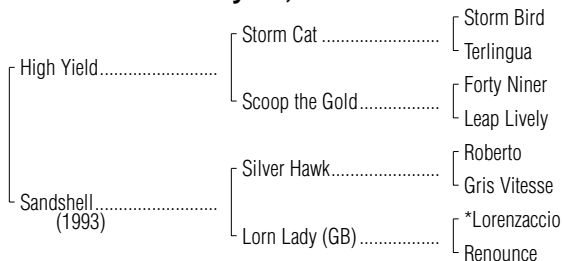 Storm Bird
Storm Cat ........................
Terlingua
High Yield........................
Forty Niner
Scoop the Gold................
Leap Lively
Roberto
Silver Hawk......................
Gris Vitesse
Sandshell.........................
(1993)
*Lorenzaccio
Lorn Lady (GB) ................
Renounce